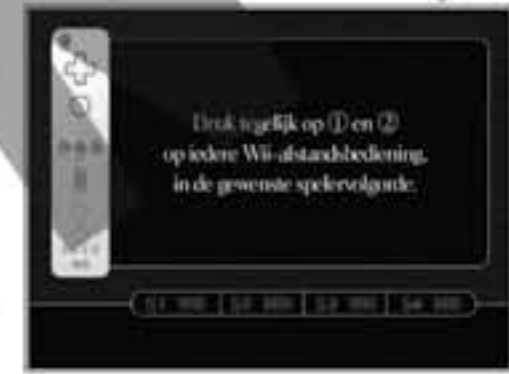 Druk tegelijk op ① en ②
op iedere Wii-afstandsbediening,
in de gewenste spelervolgorde.